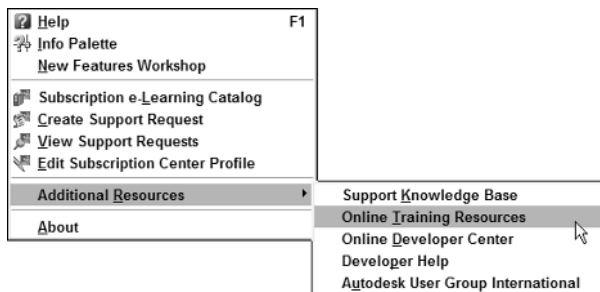 Help F1
Info Palette
New Features Workshop
Subscription e-Learning Catalog
Create Support Request
View Support Requests
Edit Subscription Center Profile
Additional Resources
About
Support Knowledge Base
Online Training Resources
Online Developer Center
Developer Help
Autodesk User Group International